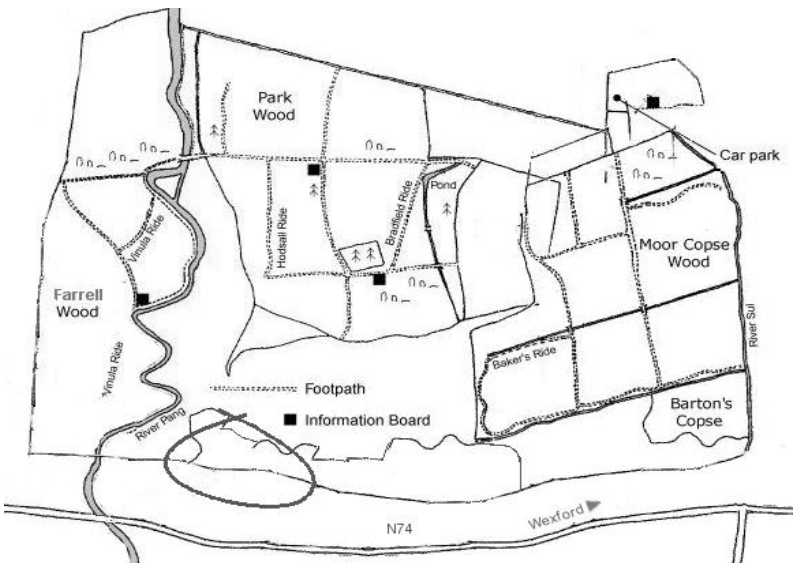 Park
Wood
Car park
Pond
Hodsall Ride
Bradfield Ride
Vinula Ride
Moor Copse
Wood
Farrell
Wood
River Sul
Vinula Ride
Baker's Ride
Footpath
Information Board
River Pang
Barton's
Copse
Wexford
N74